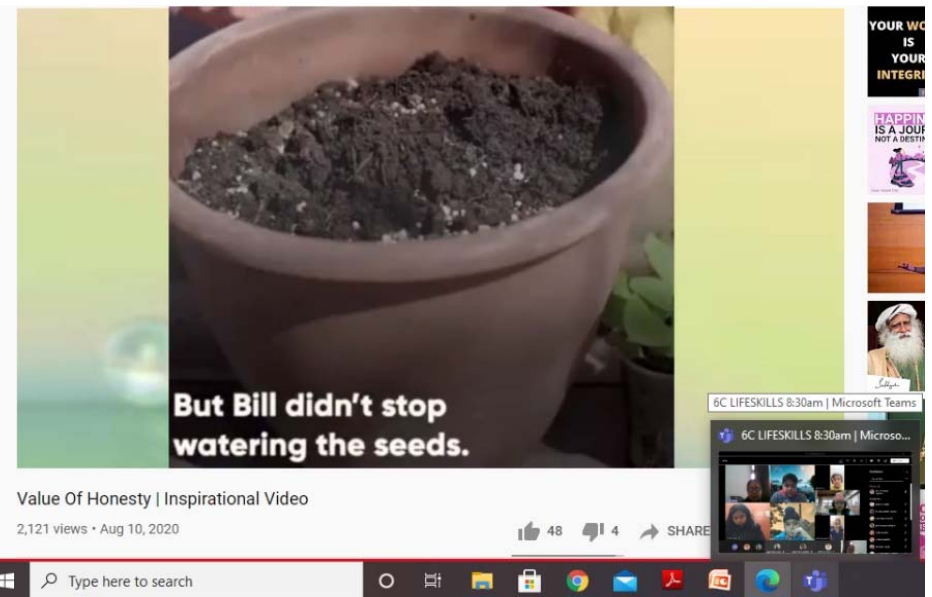 YOUR WO
IS
YOUR
INTEGRI
HAPPIN
IS A JOUR
NOT A DESTIN
But Bill didn't stop
watering the seeds.
6C LIFESKILLS 8:30am | Microsoft Teams
6C LIFESKILLS 8:30am | Microso...
Value Of Honesty | Inspirational Video
2,121 views • Aug 10, 2020
48
4
SHARE
Type here to search